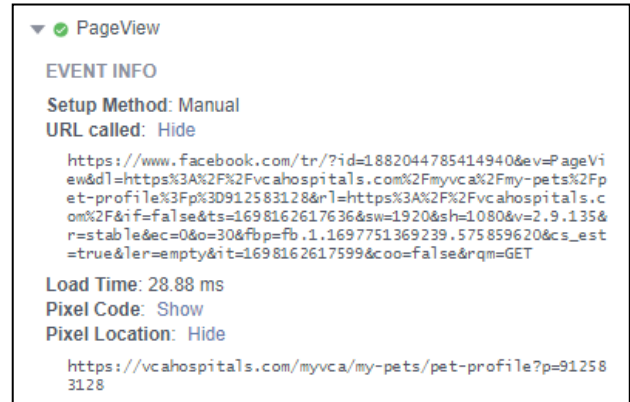 PageView
EVENT INFO
Setup Method: Manual
URL called: Hide
https://www.facebook.com/tr/?id=1882044785414940&ev=PageVi
ew&dl=https%3A%2F%2Fvcahospitals.com%2Fmyvca%2Fmy-pets%2Fp
et-profile%3Fp%3D912583128&rl=https%3A%2F%2Fvcahospitals.c
om%2F&if=false&ts=1698162617636&sw=1920&sh=1080&v=2.9.135&
r=stable&ec=0&o=30&fbp=fb.1.1697751369239.575859620&cs_est
=true&ler=empty&it=1698162617599&coo=false&rqm=GET
Load Time: 28.88 ms
Pixel Code: Show
Pixel Location: Hide
https://vcahospitals.com/myvca/my-pets/pet-profile?p=91258
3128